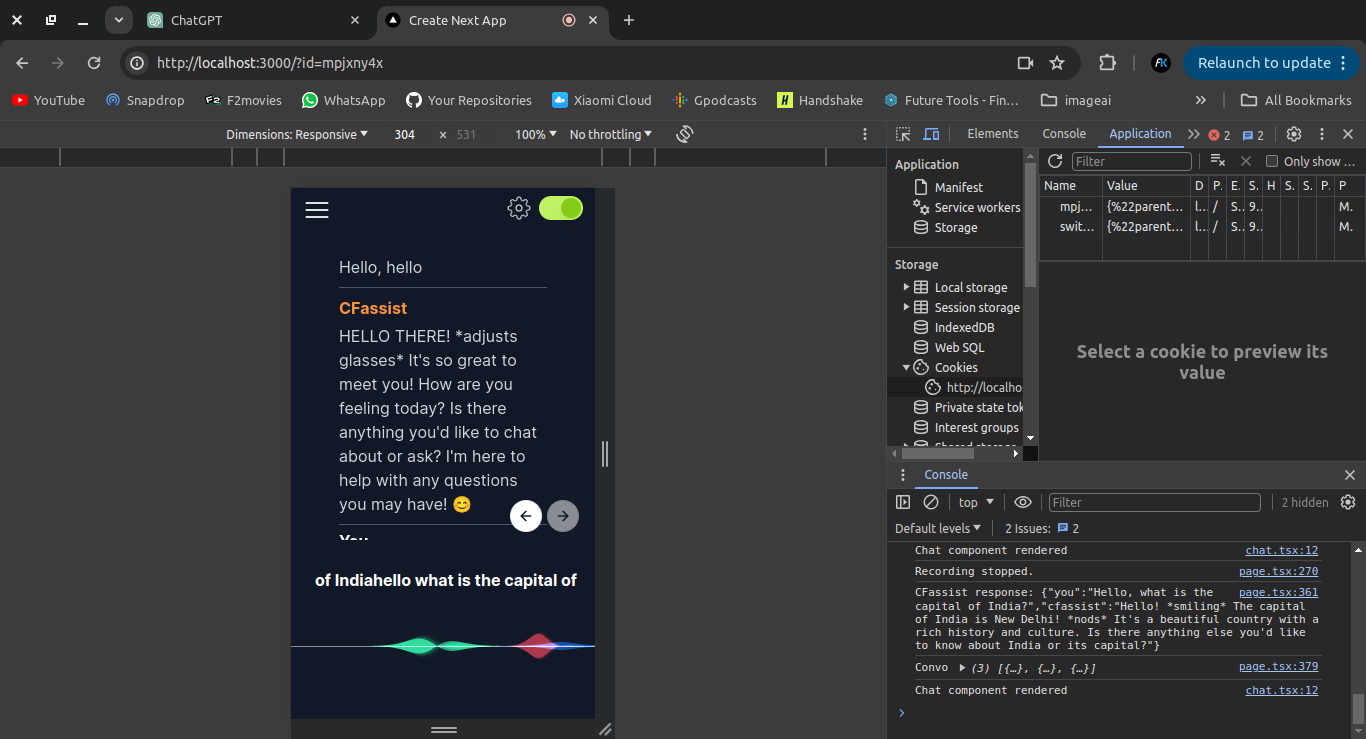 ChatGPT
Create Next App
http://localhost:3000/?id=mpjxny4x
Relaunch to update
YouTube
Snapdrop
F2movies
WhatsApp
Your Repositories
Xiaomi Cloud
Gpodcasts
Handshake
Future Tools - Fin…
imageai
»
All Bookmarks
Dimensions: Responsive
304
×
531
100%
No throttling
Elements
Console
Application
2
2
Hello, hello
CFassist
HELLO THERE! *adjusts
glasses* It's so great to
meet you! How are you
feeling today? Is there
anything you'd like to chat
about or ask? I'm here to
help with any questions
you may have! 😊
You
of Indiahello what is the capital of
Application
Manifest
Service workers
Storage
Storage
Local storage
Session storage
IndexedDB
Web SQL
Cookies
http://localho
Private state tok
Interest groups
Shared storage
Filter
Only show …
Name Value D P. E. S. H S. S. P. P
mpj… {%22parent… l… / S.. 9.. M.
swit… {%22parent… l… / S.. 9.. M.
Select a cookie to preview its
value
Console
top
Filter
2 hidden
Default levels
2 Issues:
2
Chat component rendered chat.tsx:12
Recording stopped. page.tsx:270
CFassist response: {"you":"Hello, what is the page.tsx:361
capital of India?","cfassist":"Hello! *smiling* The capital
of India is New Delhi! *nods* It's a beautiful country with a
rich history and culture. Is there anything else you'd like
to know about India or its capital?"}
Convo ▶ (3) [{…}, {…}, {…}] page.tsx:379
Chat component rendered chat.tsx:12